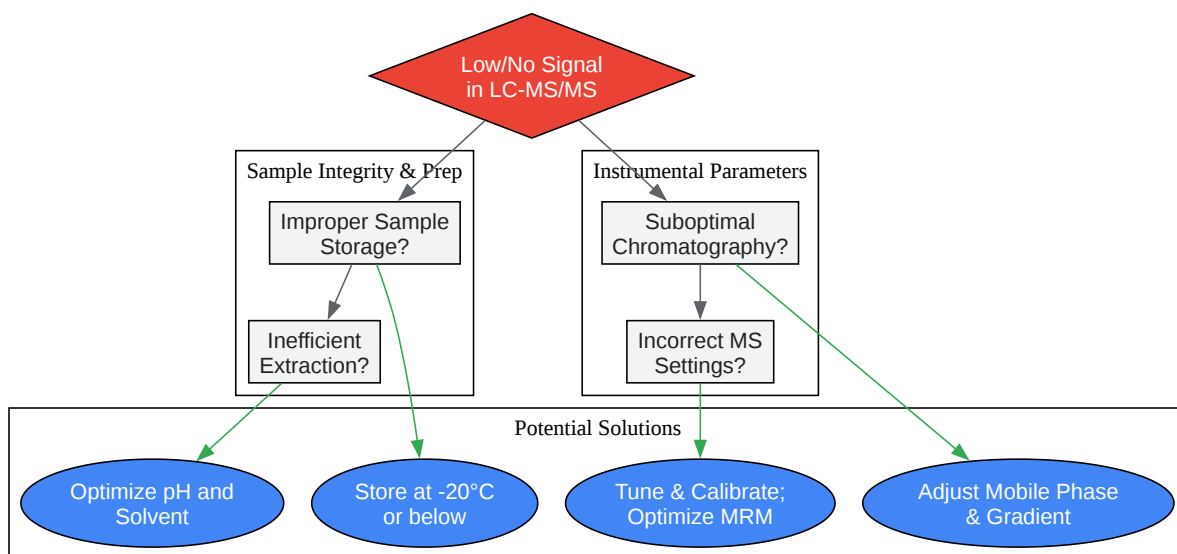 Low/No Signal
in LC-MS/MS
Sample Integrity & Prep
Instrumental Parameters
Improper Sample
Storage?
Suboptimal
Chromatography?
Inefficient
Extraction?
Incorrect MS
Settings?
Potential Solutions
Optimize pH and
Solvent
Store at -20°C
or below
Tune & Calibrate;
Optimize MRM
Adjust Mobile Phase
& Gradient